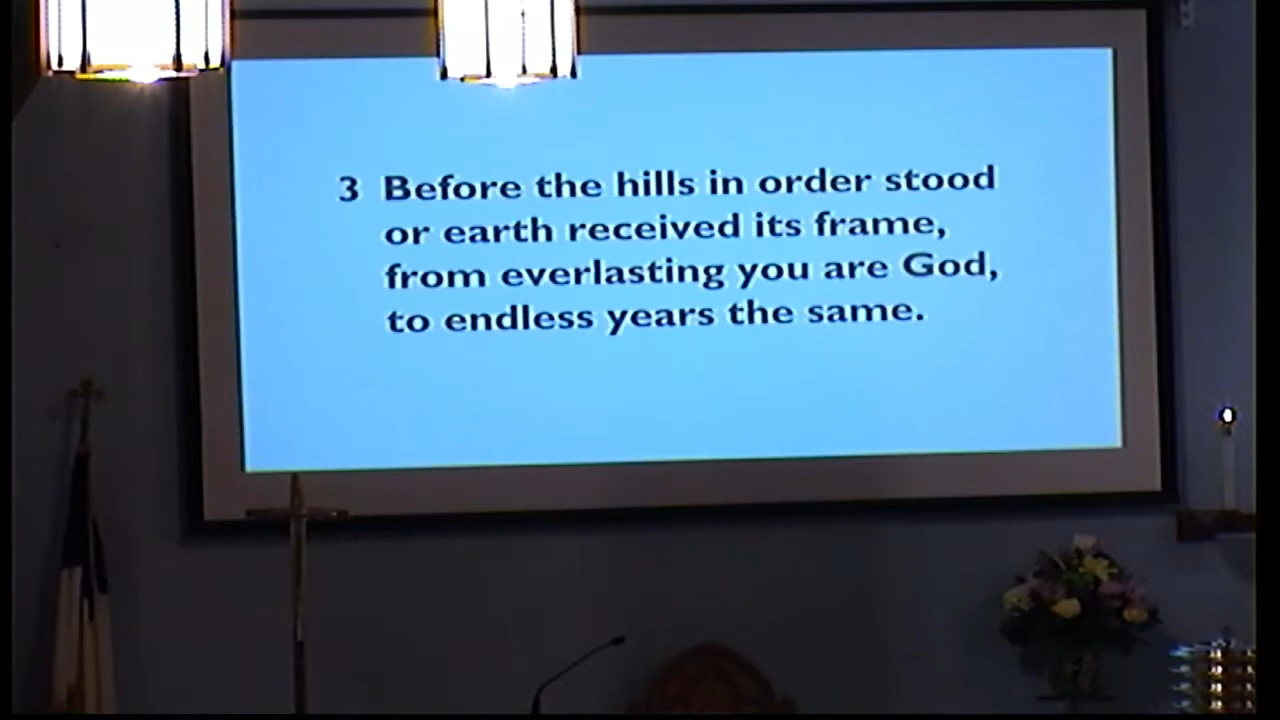 3 Before the hills in order stood
or earth received its frame,
from everlasting you are God,
to endless years the same.